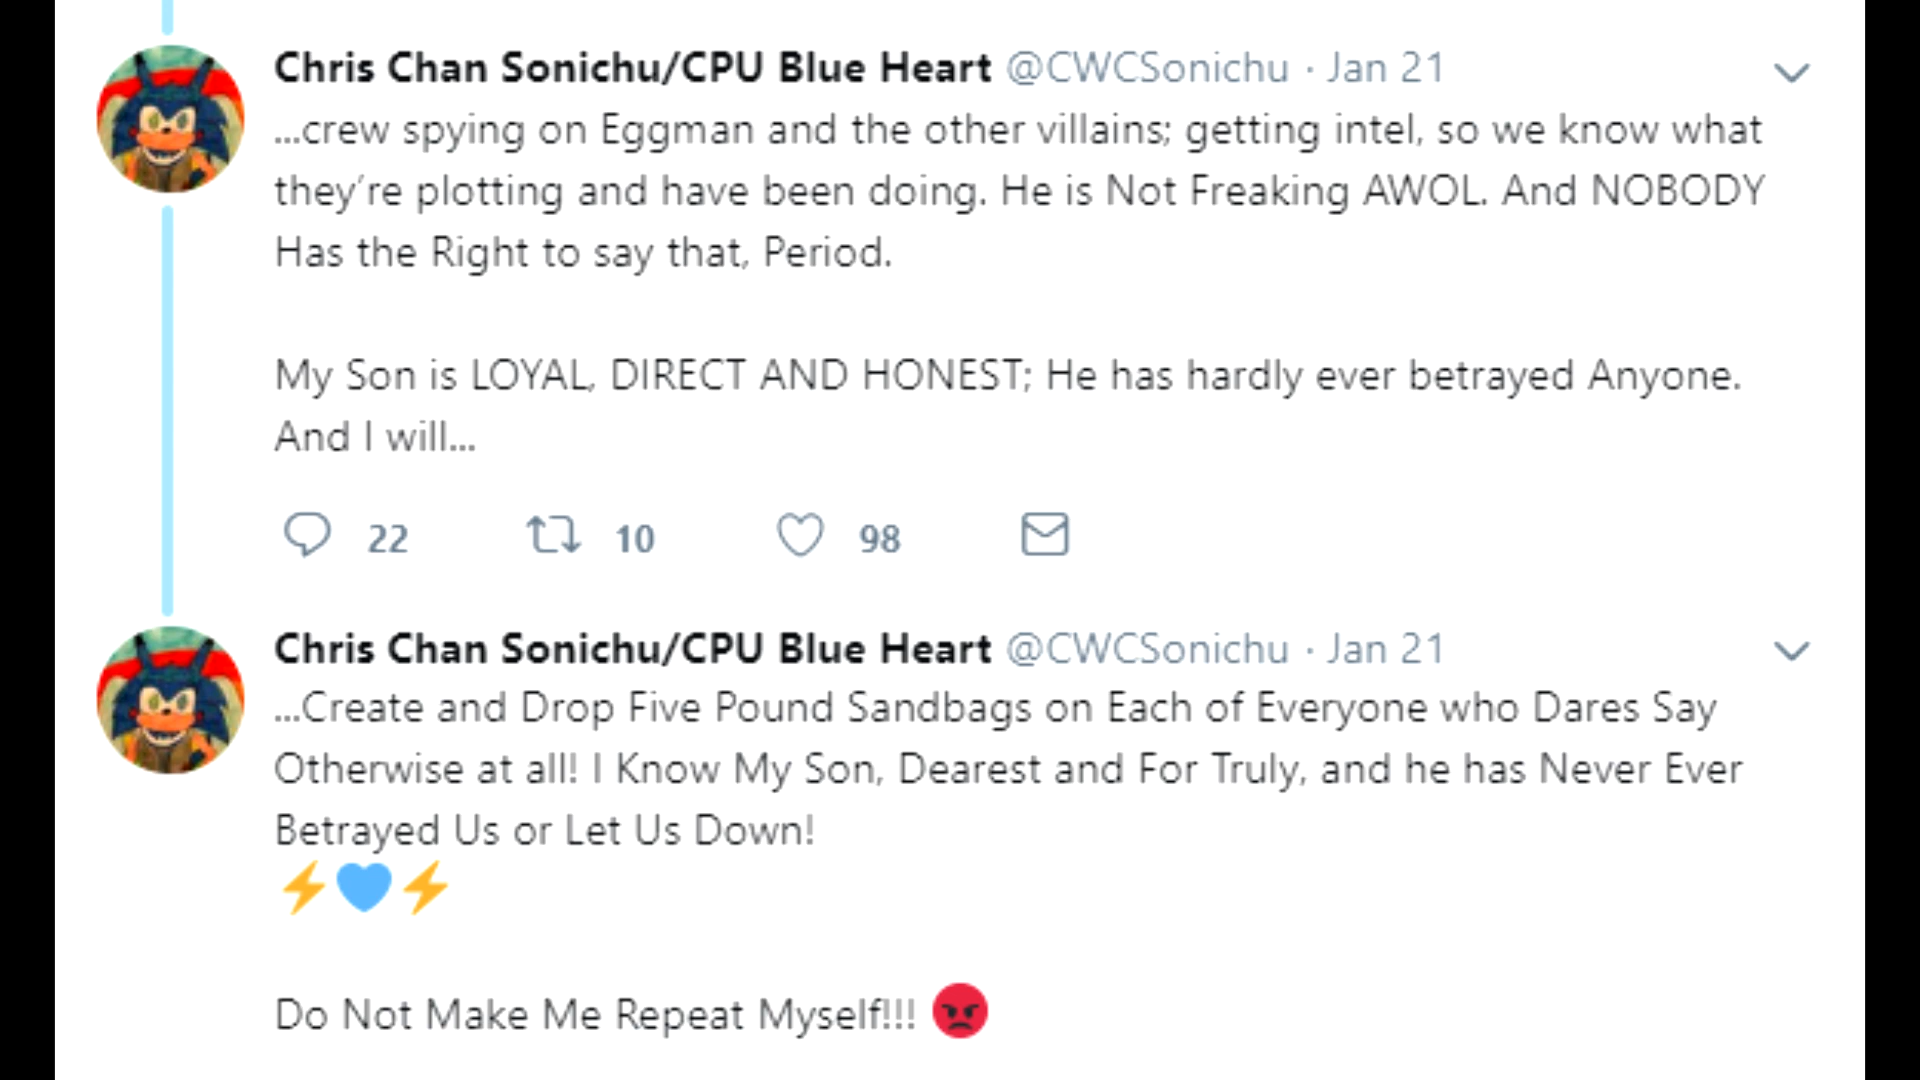 Chris Chan Sonichu/CPU Blue Heart @CWCSonichu · Jan 21
...crew spying on Eggman and the other villains; getting intel, so we know what
they're plotting and have been doing. He is Not Freaking AWOL. And NOBODY
Has the Right to say that, Period.
My Son is LOYAL, DIRECT AND HONEST; He has hardly ever betrayed Anyone.
And I will...
22 10 98
Chris Chan Sonichu/CPU Blue Heart @CWCSonichu · Jan 21
...Create and Drop Five Pound Sandbags on Each of Everyone who Dares Say
Otherwise at all! I Know My Son, Dearest and For Truly, and he has Never Ever
Betrayed Us or Let Us Down!
⚡💙⚡
Do Not Make Me Repeat Myself!!! 😡